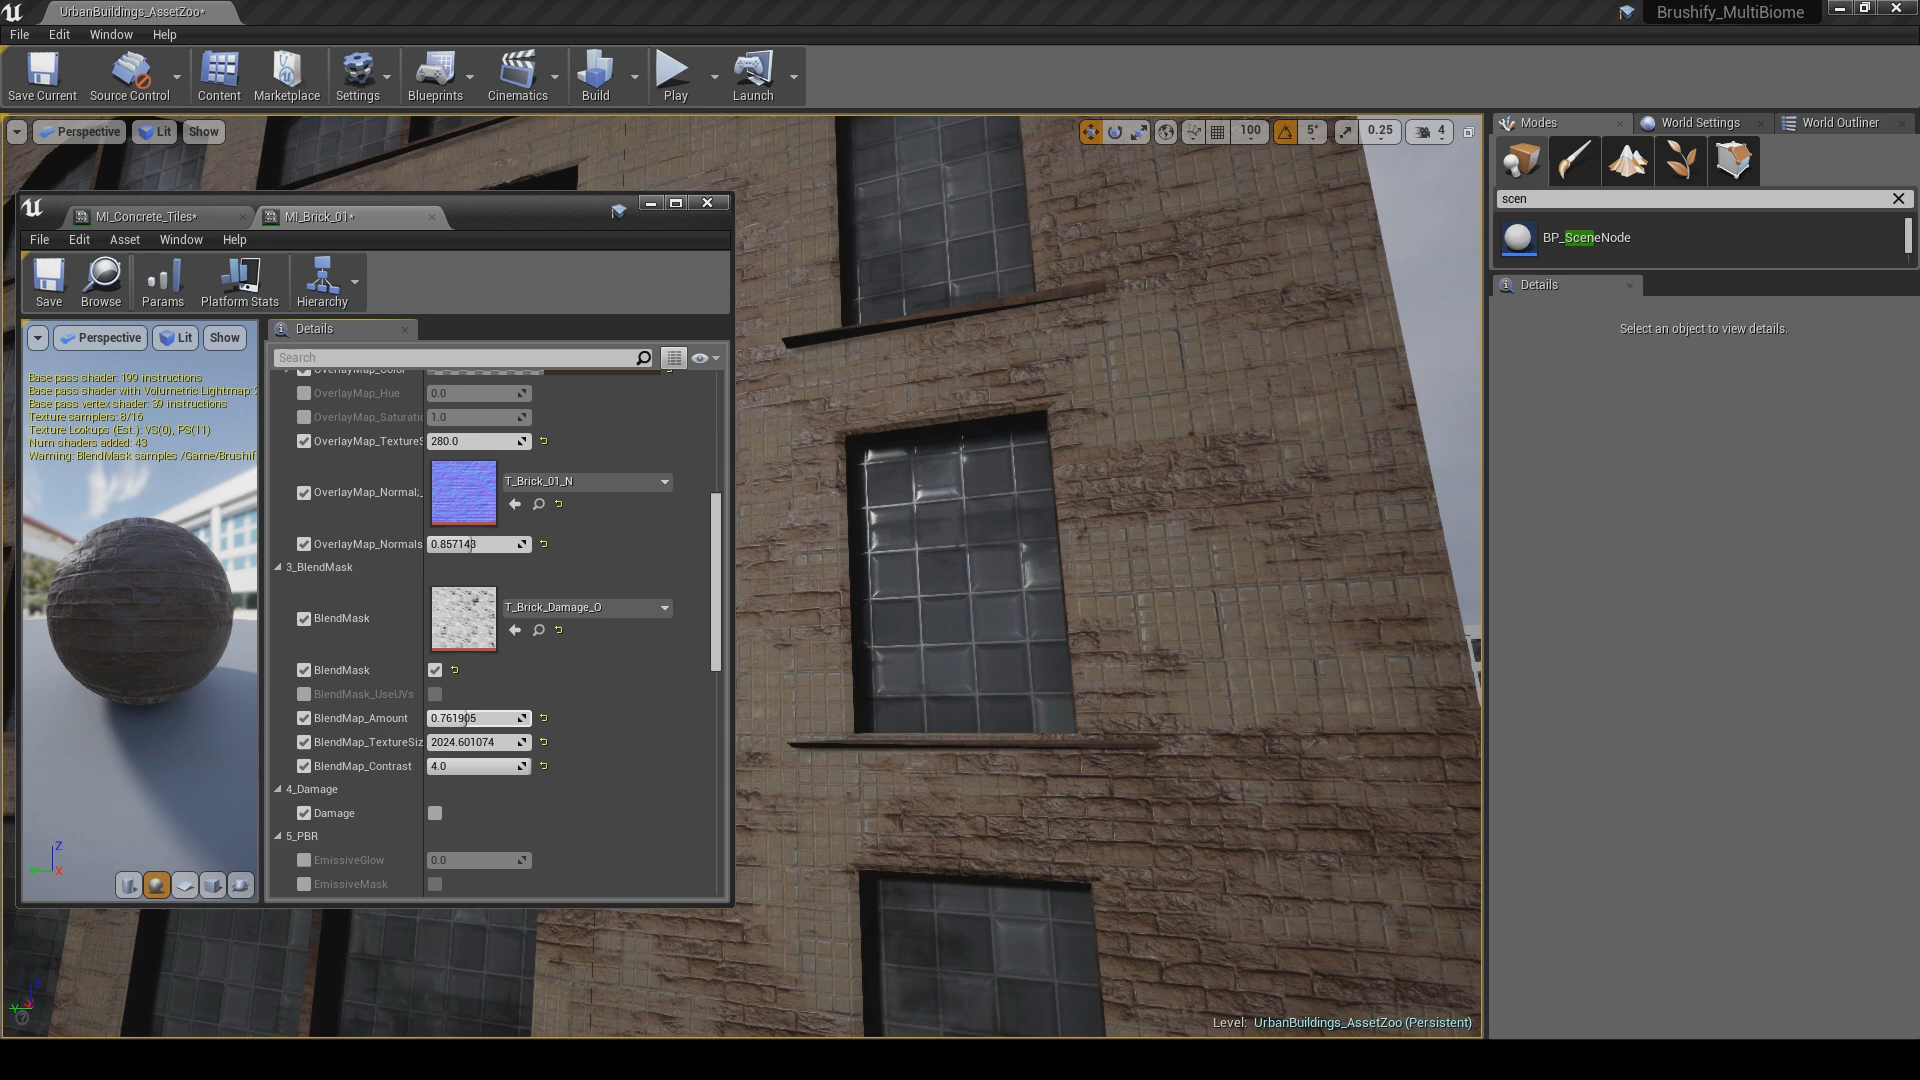 UrbanBuildings_AssetZoo*
Brushify_MultiBiome
File Edit Window Help
Save Current Source Control Content Marketplace Settings Blueprints Cinematics Build Play Launch
Perspective Lit Show
100 5° 0.25 4
Modes World Settings World Outliner
scen
BP_SceneNode
Details
Select an object to view details.
MI_Concrete_Tiles* MI_Brick_01*
File Edit Asset Window Help
Save Browse Params Platform Stats Hierarchy
Perspective Lit Show
Base pass shader: 199 instructions
Base pass shader with Volumetric Lightmap:
Base pass vertex shader: 39 instructions
Texture samplers: 8/16
Texture Lookups (Est.): VS(0), PS(11)
Num shaders added: 43
Warning: BlendMask samples /Game/Brushif
Z
X
Details
Search
OverlayMap_Color
OverlayMap_Hue 0.0
OverlayMap_Saturati 1.0
OverlayMap_TextureS 280.0
OverlayMap_Normal;_ T_Brick_01_N
OverlayMap_Normals 0.857143
3_BlendMask
BlendMask T_Brick_Damage_O
BlendMask
BlendMask_UseUVs
BlendMap_Amount 0.761905
BlendMap_TextureSiz 2024.601074
BlendMap_Contrast 4.0
4_Damage
Damage
5_PBR
EmissiveGlow 0.0
EmissiveMask
Level: UrbanBuildings_AssetZoo (Persistent)